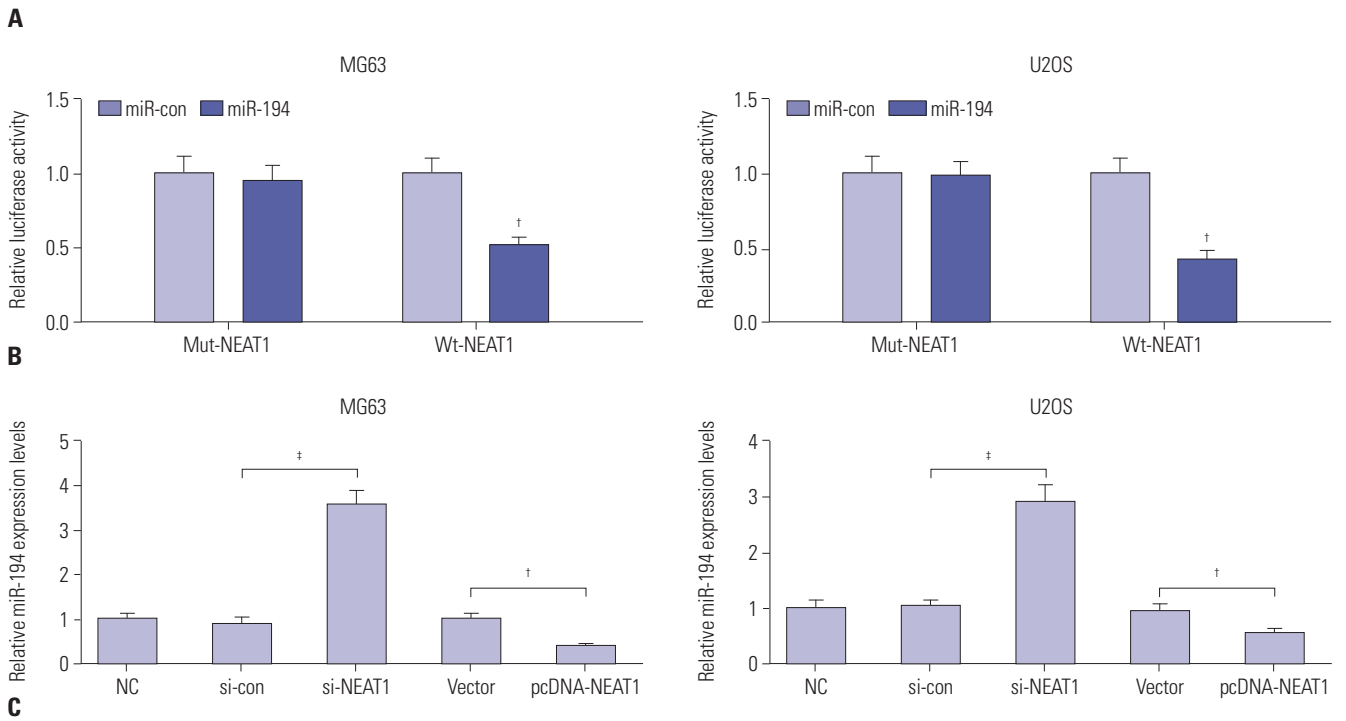 A
MG63
Relative luciferase activity
1.5
1.0
0.5
0.0
miR-con miR-194
†
Mut-NEAT1 Wt-NEAT1
U2OS
Relative luciferase activity
1.5
1.0
0.5
0.0
miR-con miR-194
†
Mut-NEAT1 Wt-NEAT1
B
MG63
Relative miR-194 expression levels
5
4
3
2
1
0
‡
†
NC si-con si-NEAT1 Vector pcDNA-NEAT1
U2OS
Relative miR-194 expression levels
4
3
2
1
0
‡
†
NC si-con si-NEAT1 Vector pcDNA-NEAT1
C